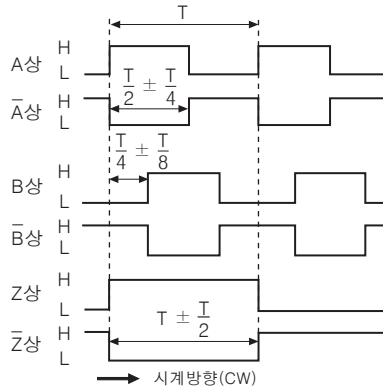 T
A상 H
L
T/2 ± T/4
A̅상 H
L
T/4 ± T/8
B상 H
L
B̅상 H
L
Z상 H
L
T ± T/2
Z̅상 H
L
시계방향(CW)